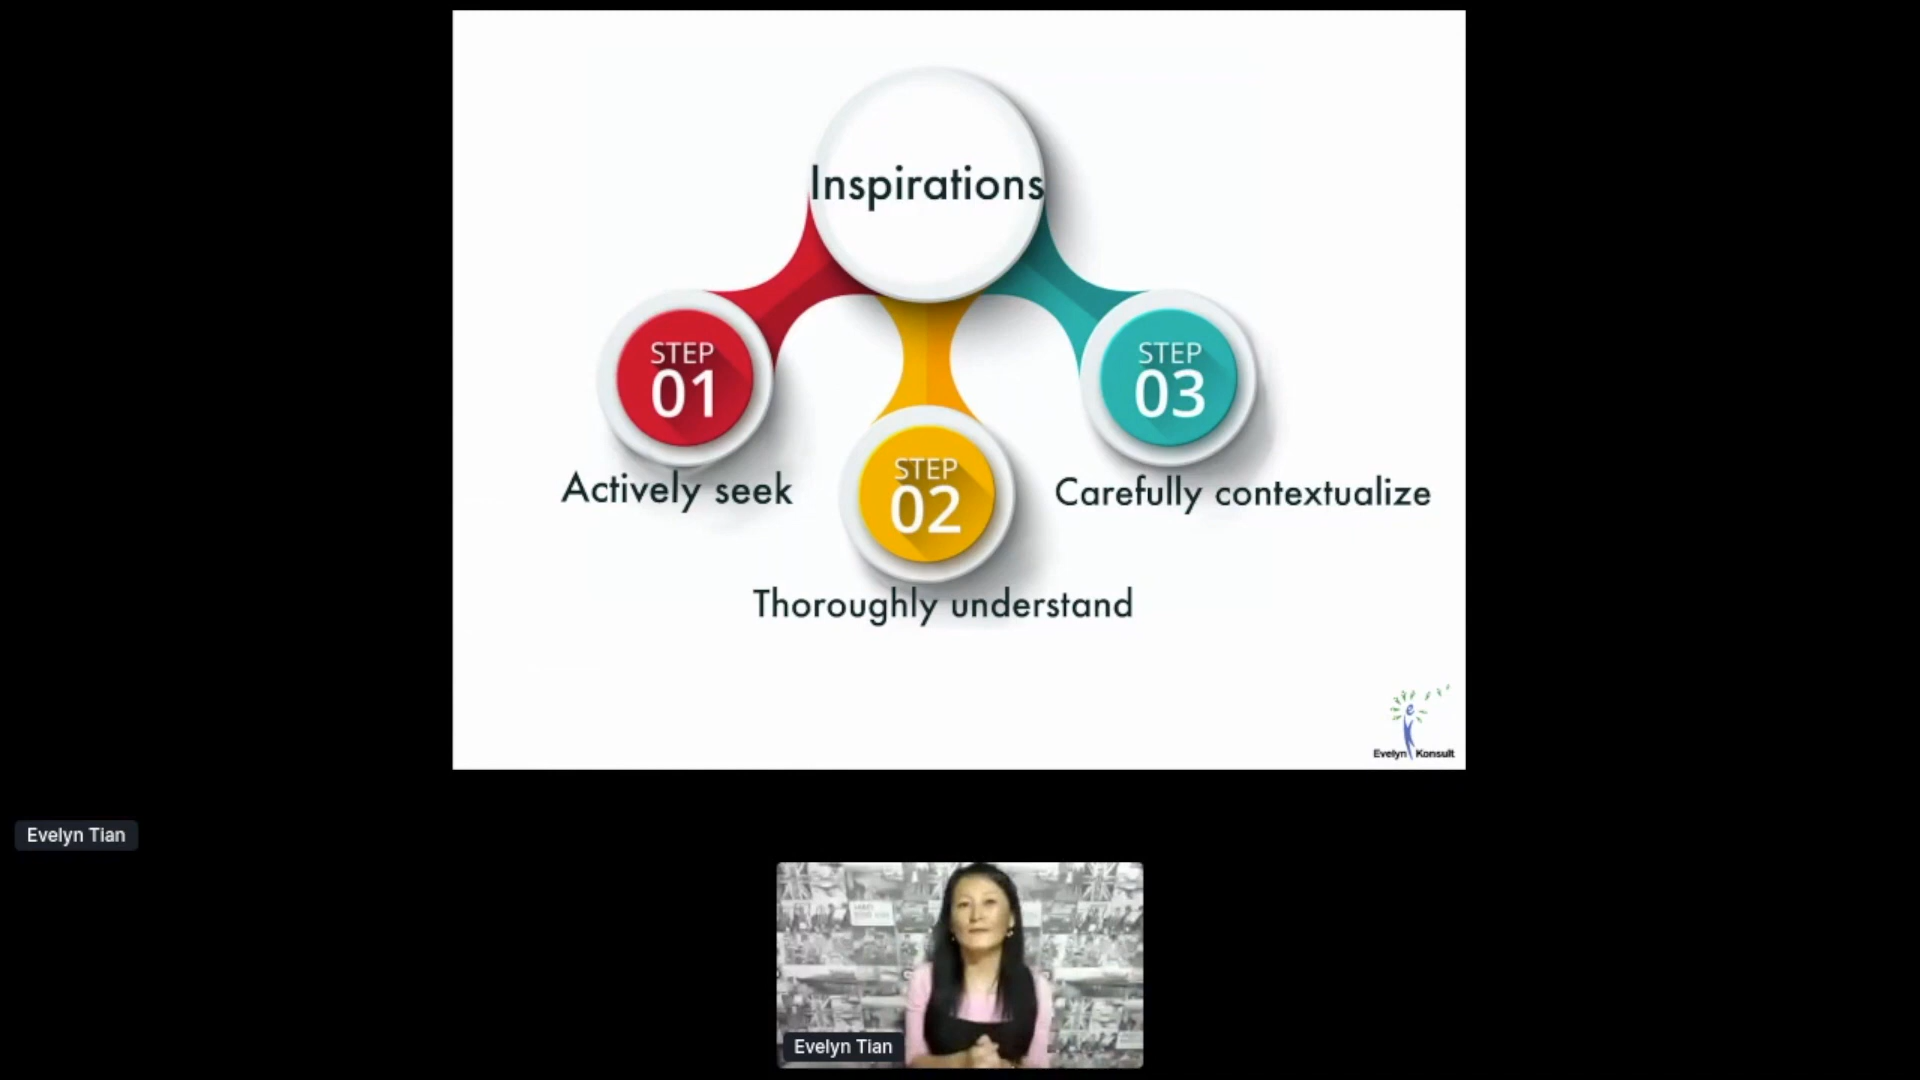 Inspirations
STEP
01
STEP
03
Actively seek
STEP
02
Carefully contextualize
Thoroughly understand
e
Evelyn Konsult
Evelyn Tian
Evelyn Tian